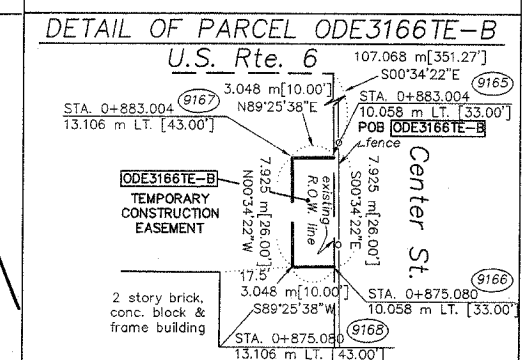 DETAIL OF PARCEL ODE3166TE-B
U.S. Rte. 6
107.068 m[351.27']
S00°34'22"E
9165
3.048 m[10.00']
N89°25'38"E
9167
STA. 0+883.004
13.106 m LT. [43.00']
STA. 0+883.004
10.058 m LT. [33.00']
POB ODE3166TE-B
fence
ODE3166TE-B
TEMPORARY
CONSTRUCTION
EASEMENT
7.925 m[26.00']
N00°34'22"W
existing
R.O.W. line
7.925 m[26.00']
S00°34'22"E
Center St.
17.5'
3.048 m[10.00']
S89°25'38"W
9166
STA. 0+875.080
10.058 m LT. [33.00']
2 story brick,
conc. block &
frame building
STA. 0+875.080
9168
13.106 m LT. [43.00']